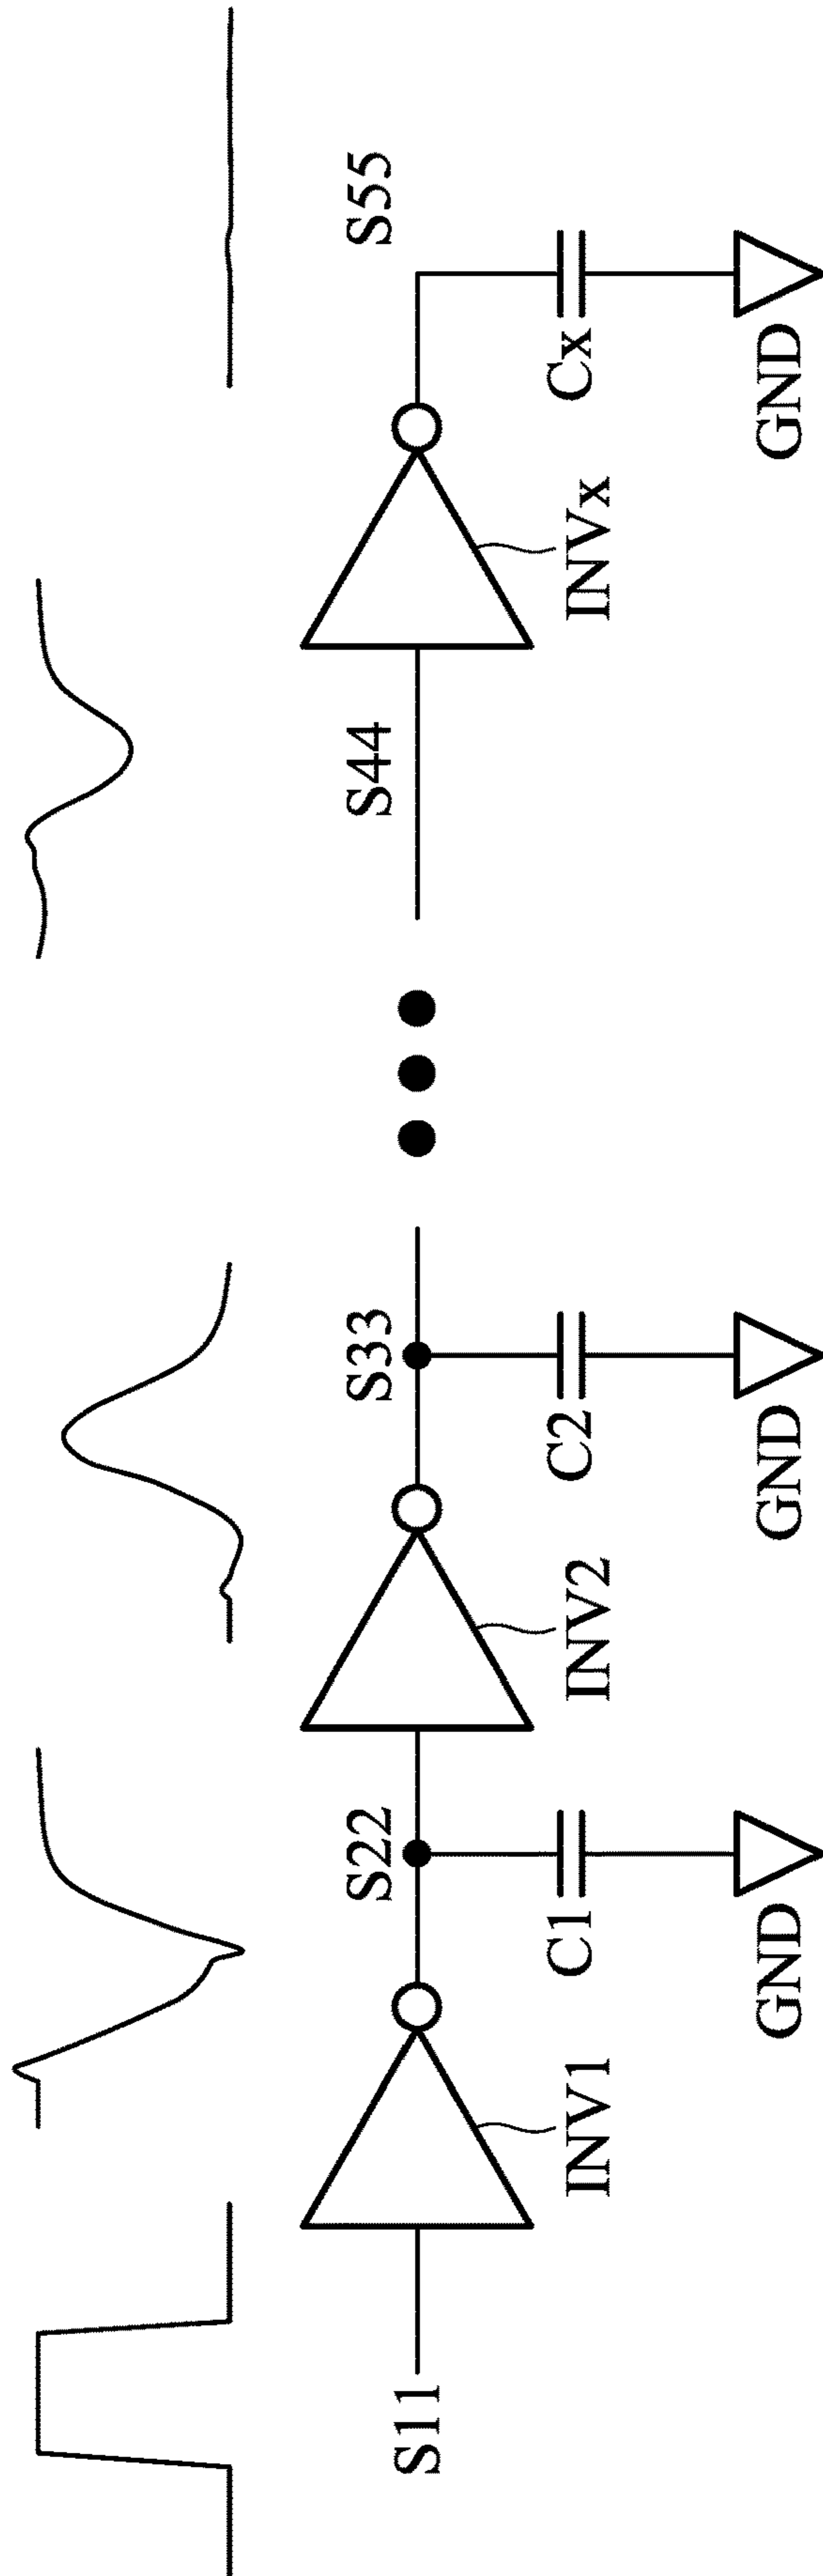 S11
INV1
S22
C1
GND
INV2
S33
C2
GND
S44
INVx
S55
Cx
GND